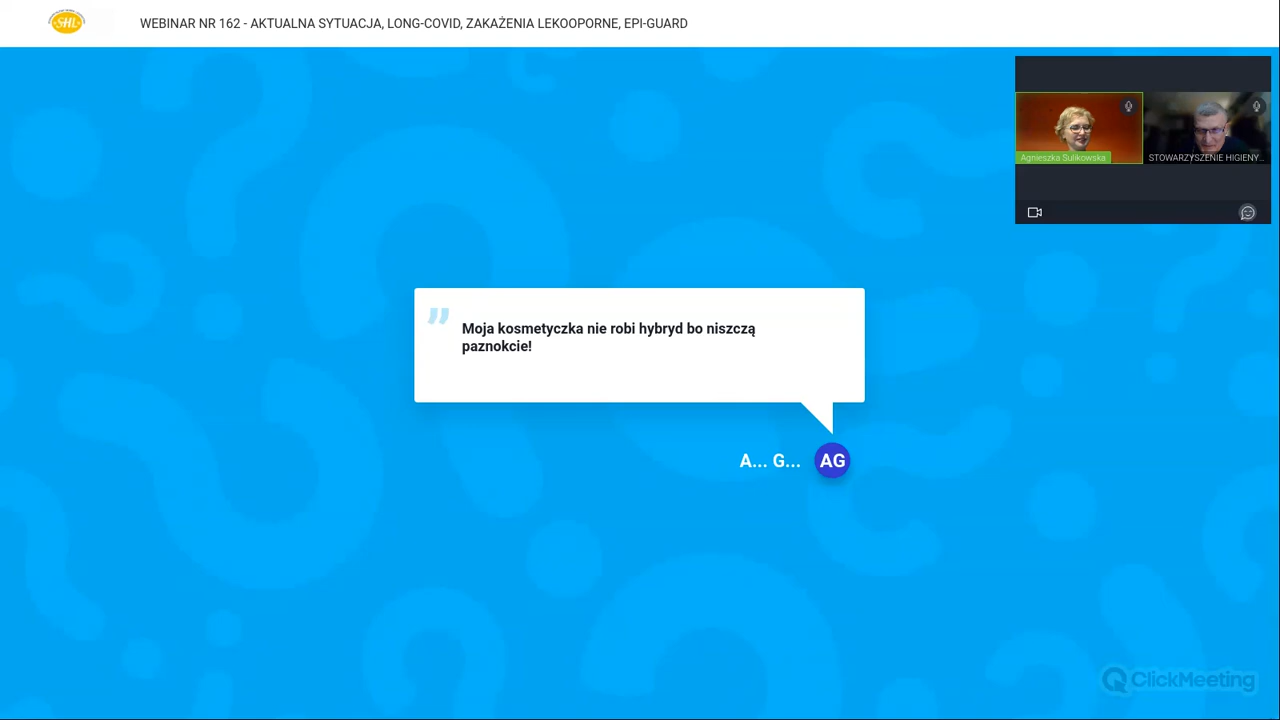 SHL
WEBINAR NR 162 - AKTUALNA SYTUACJA, LONG-COVID, ZAKAŻENIA LEKOOPORNE, EPI-GUARD
Agnieszka Sulikowska
STOWARZYSZENIE HIGIENY...
Moja kosmetyczka nie robi hybryd bo niszczą
paznokcie!
A... G...
AG
ClickMeeting